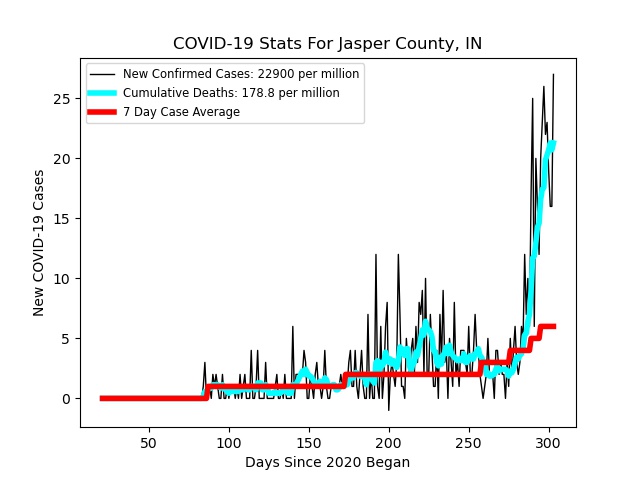 COVID-19 Stats For Jasper County, IN
New Confirmed Cases: 22900 per million
Cumulative Deaths: 178.8 per million
7 Day Case Average
New COVID-19 Cases
25
20
15
10
5
0
50
100
150
200
250
300
Days Since 2020 Began